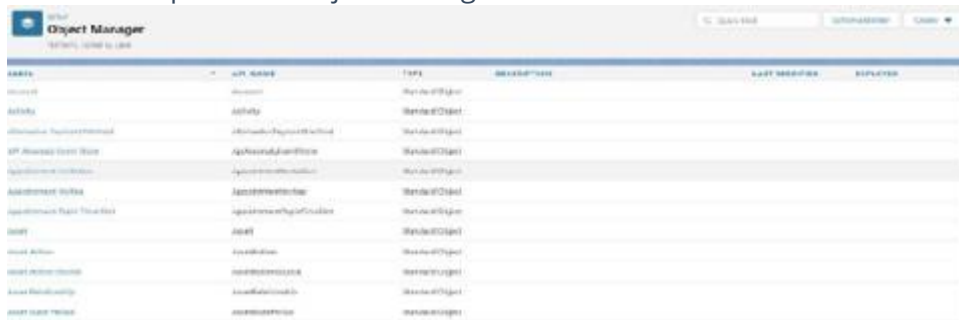 SETUP
Object Manager
Quick Find
Schema Builder
Create
LABEL
API NAME
TYPE
DESCRIPTION
LAST MODIFIED
DEPLOYED
Account Account Standard Object
Activity Activity Standard Object
Alternative Payment Method AlternativePaymentMethod Standard Object
API Anomaly Event Store ApiAnomalyEventStore Standard Object
Appointment Invitation AppointmentInvitation Standard Object
Appointment Invitee AppointmentInvitee Standard Object
Appointment Topic Time Slot AppointmentTopicTimeSlot Standard Object
Asset Asset Standard Object
Asset Action AssetAction Standard Object
Asset Action Source AssetActionSource Standard Object
Asset Relationship AssetRelationship Standard Object
Asset State Period AssetStatePeriod Standard Object